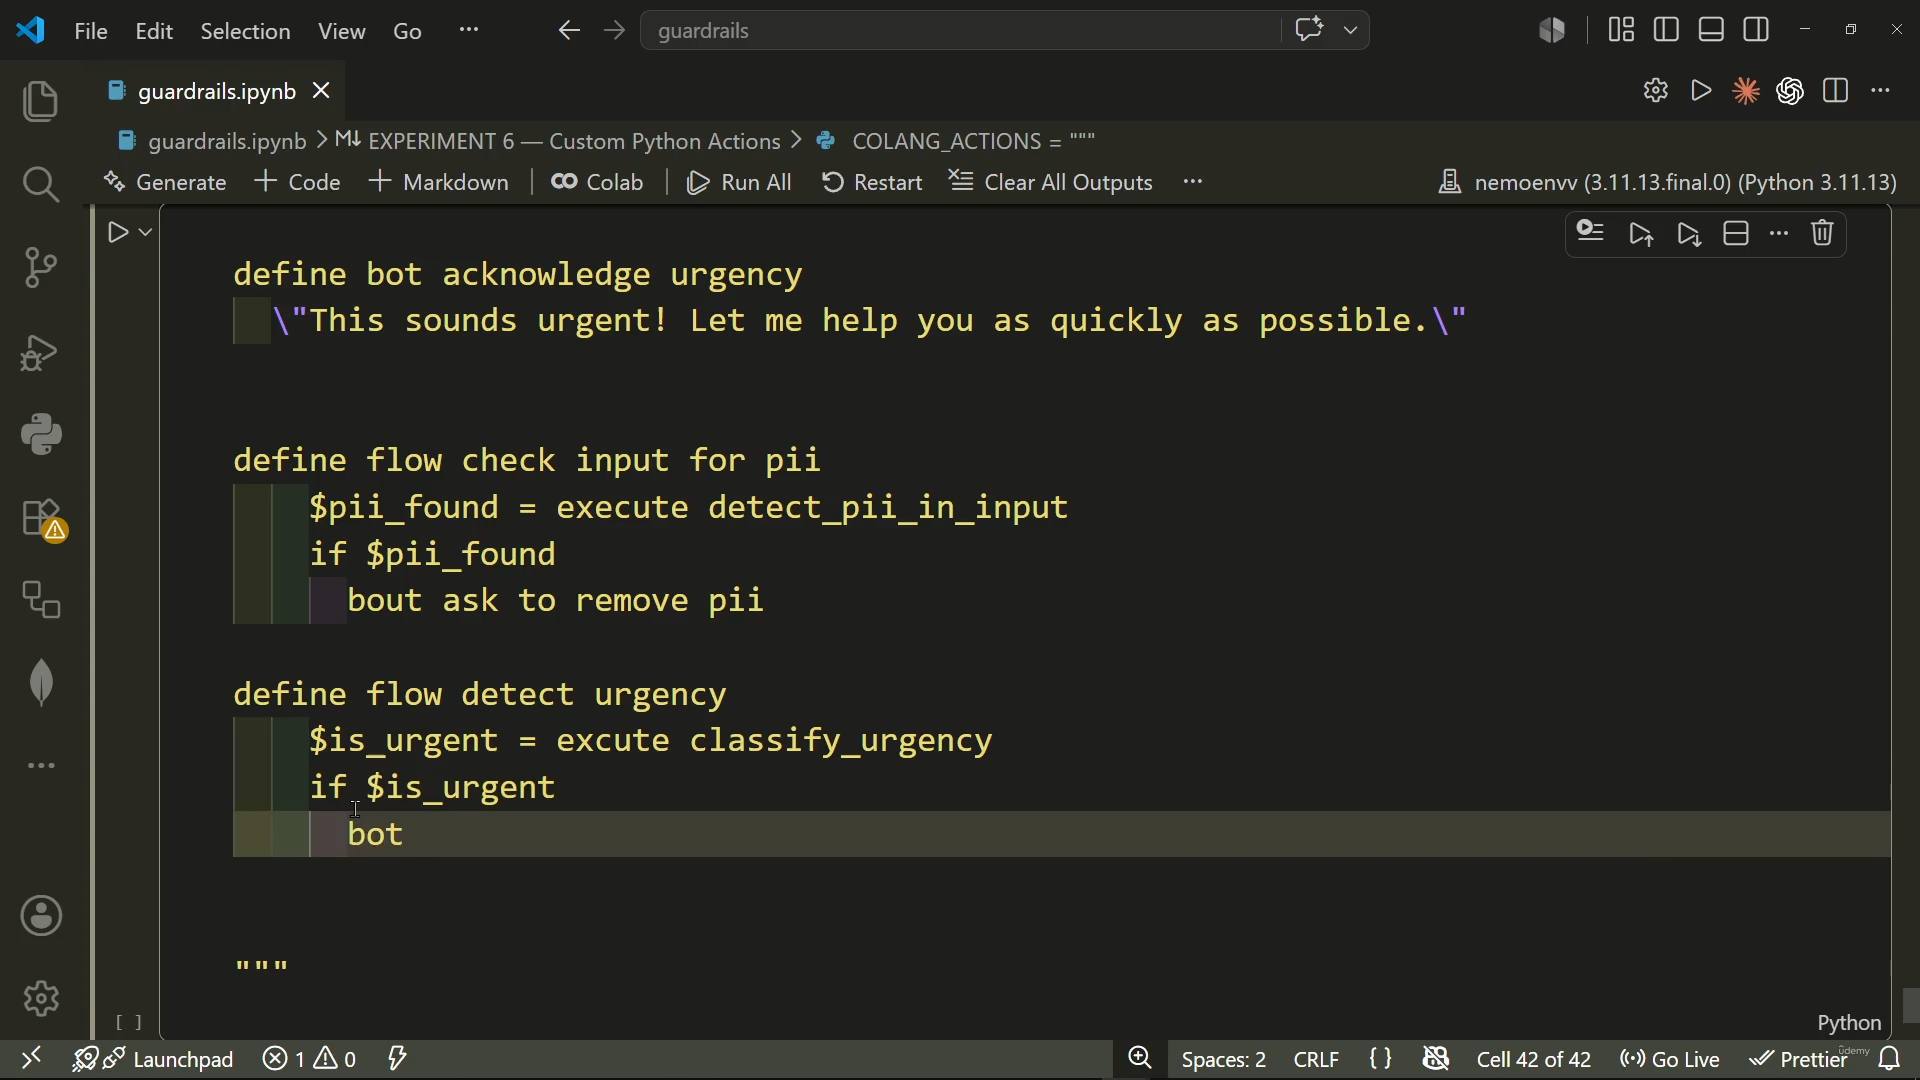 File Edit Selection View Go ... guardrails
guardrails.ipynb
guardrails.ipynb > M↓ EXPERIMENT 6 — Custom Python Actions > COLANG_ACTIONS = """
Generate + Code + Markdown Colab Run All Restart Clear All Outputs ... nemoenvv (3.11.13.final.0) (Python 3.11.13)
define bot acknowledge urgency
\"This sounds urgent! Let me help you as quickly as possible.\"
define flow check input for pii
$pii_found = execute detect_pii_in_input
if $pii_found
bout ask to remove pii
define flow detect urgency
$is_urgent = excute classify_urgency
if $is_urgent
bot
"""
[ ]
Python
Launchpad 1 0 Spaces: 2 CRLF {} Cell 42 of 42 Go Live Prettier
ûdemy